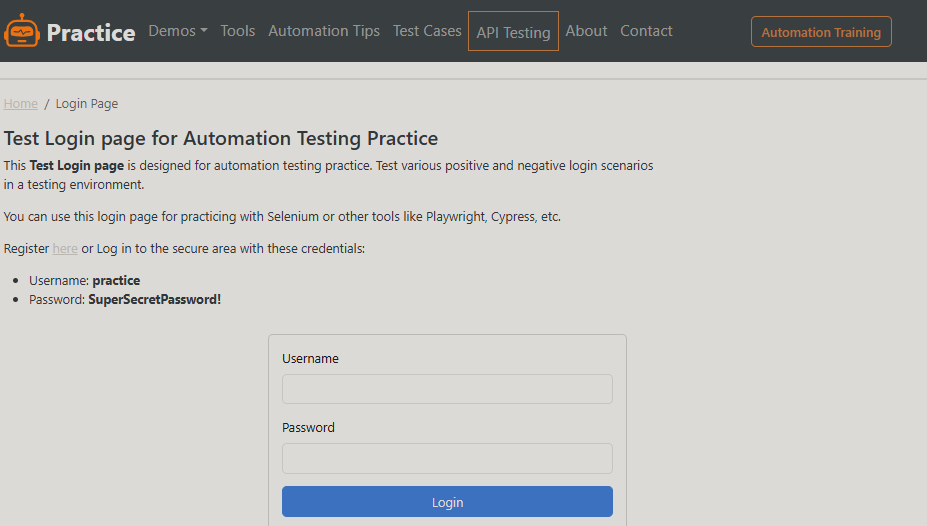 Practice Demos Tools Automation Tips Test Cases API Testing About Contact Automation Training
Home / Login Page
Test Login page for Automation Testing Practice
This Test Login page is designed for automation testing practice. Test various positive and negative login scenarios
in a testing environment.
You can use this login page for practicing with Selenium or other tools like Playwright, Cypress, etc.
Register here or Log in to the secure area with these credentials:
• Username: practice
• Password: SuperSecretPassword!
Username
Password
Login